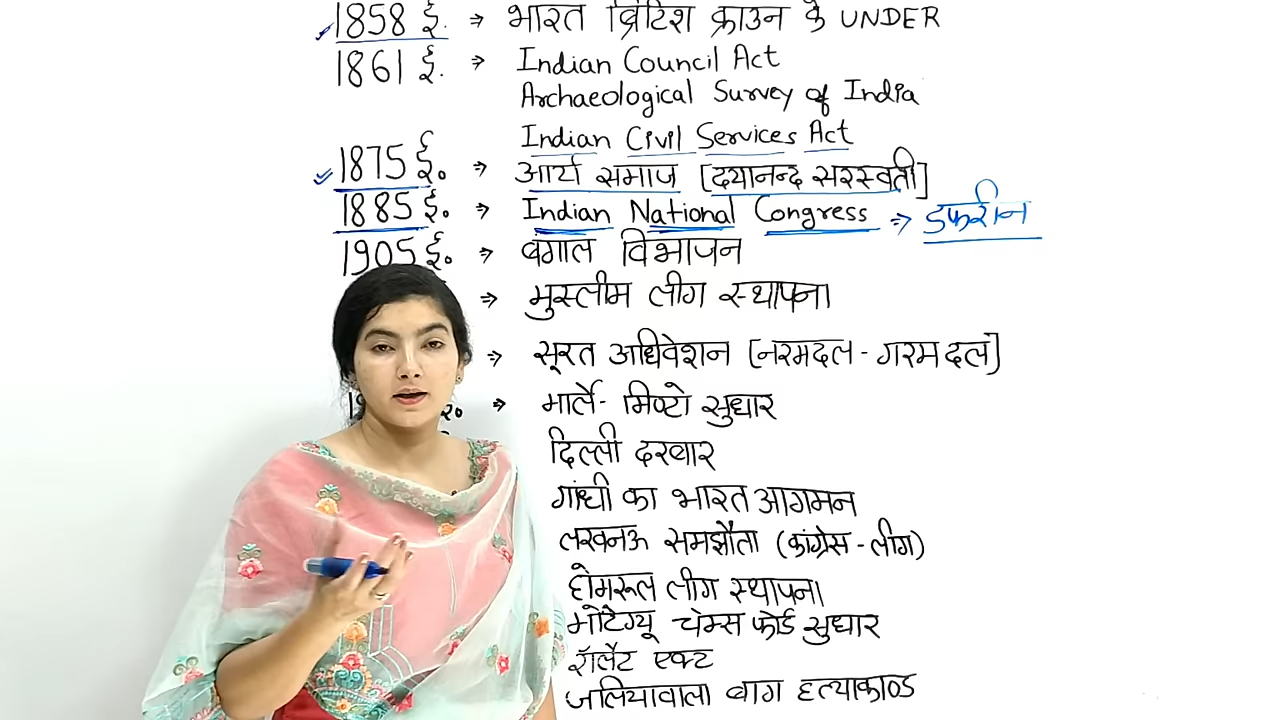 1858 ई. → भारत ब्रिटिश क्राउन के UNDER
1861 ई. → Indian Council Act
Archaeological Survey of India
Indian Civil Services Act
1875 ई. → आर्य समाज [दयानन्द सरस्वती]
1885 ई. → Indian National Congress ⇒ डफरीन
1905 ई. → बंगाल विभाजन
→ मुस्लीम लीग स्थापना
→ सूरत अधिवेशन [नरमदल - गरमदल]
→ मार्ले- मिण्टो सुधार
दिल्ली दरबार
गांधी का भारत आगमन
लखनऊ समझौता (कांग्रेस - लीग)
होमरूल लीग स्थापना
मोंटेग्यू चेम्स फोर्ड सुधार
रॉलेट एक्ट
जलियावाला बाग हत्याकाण्ड